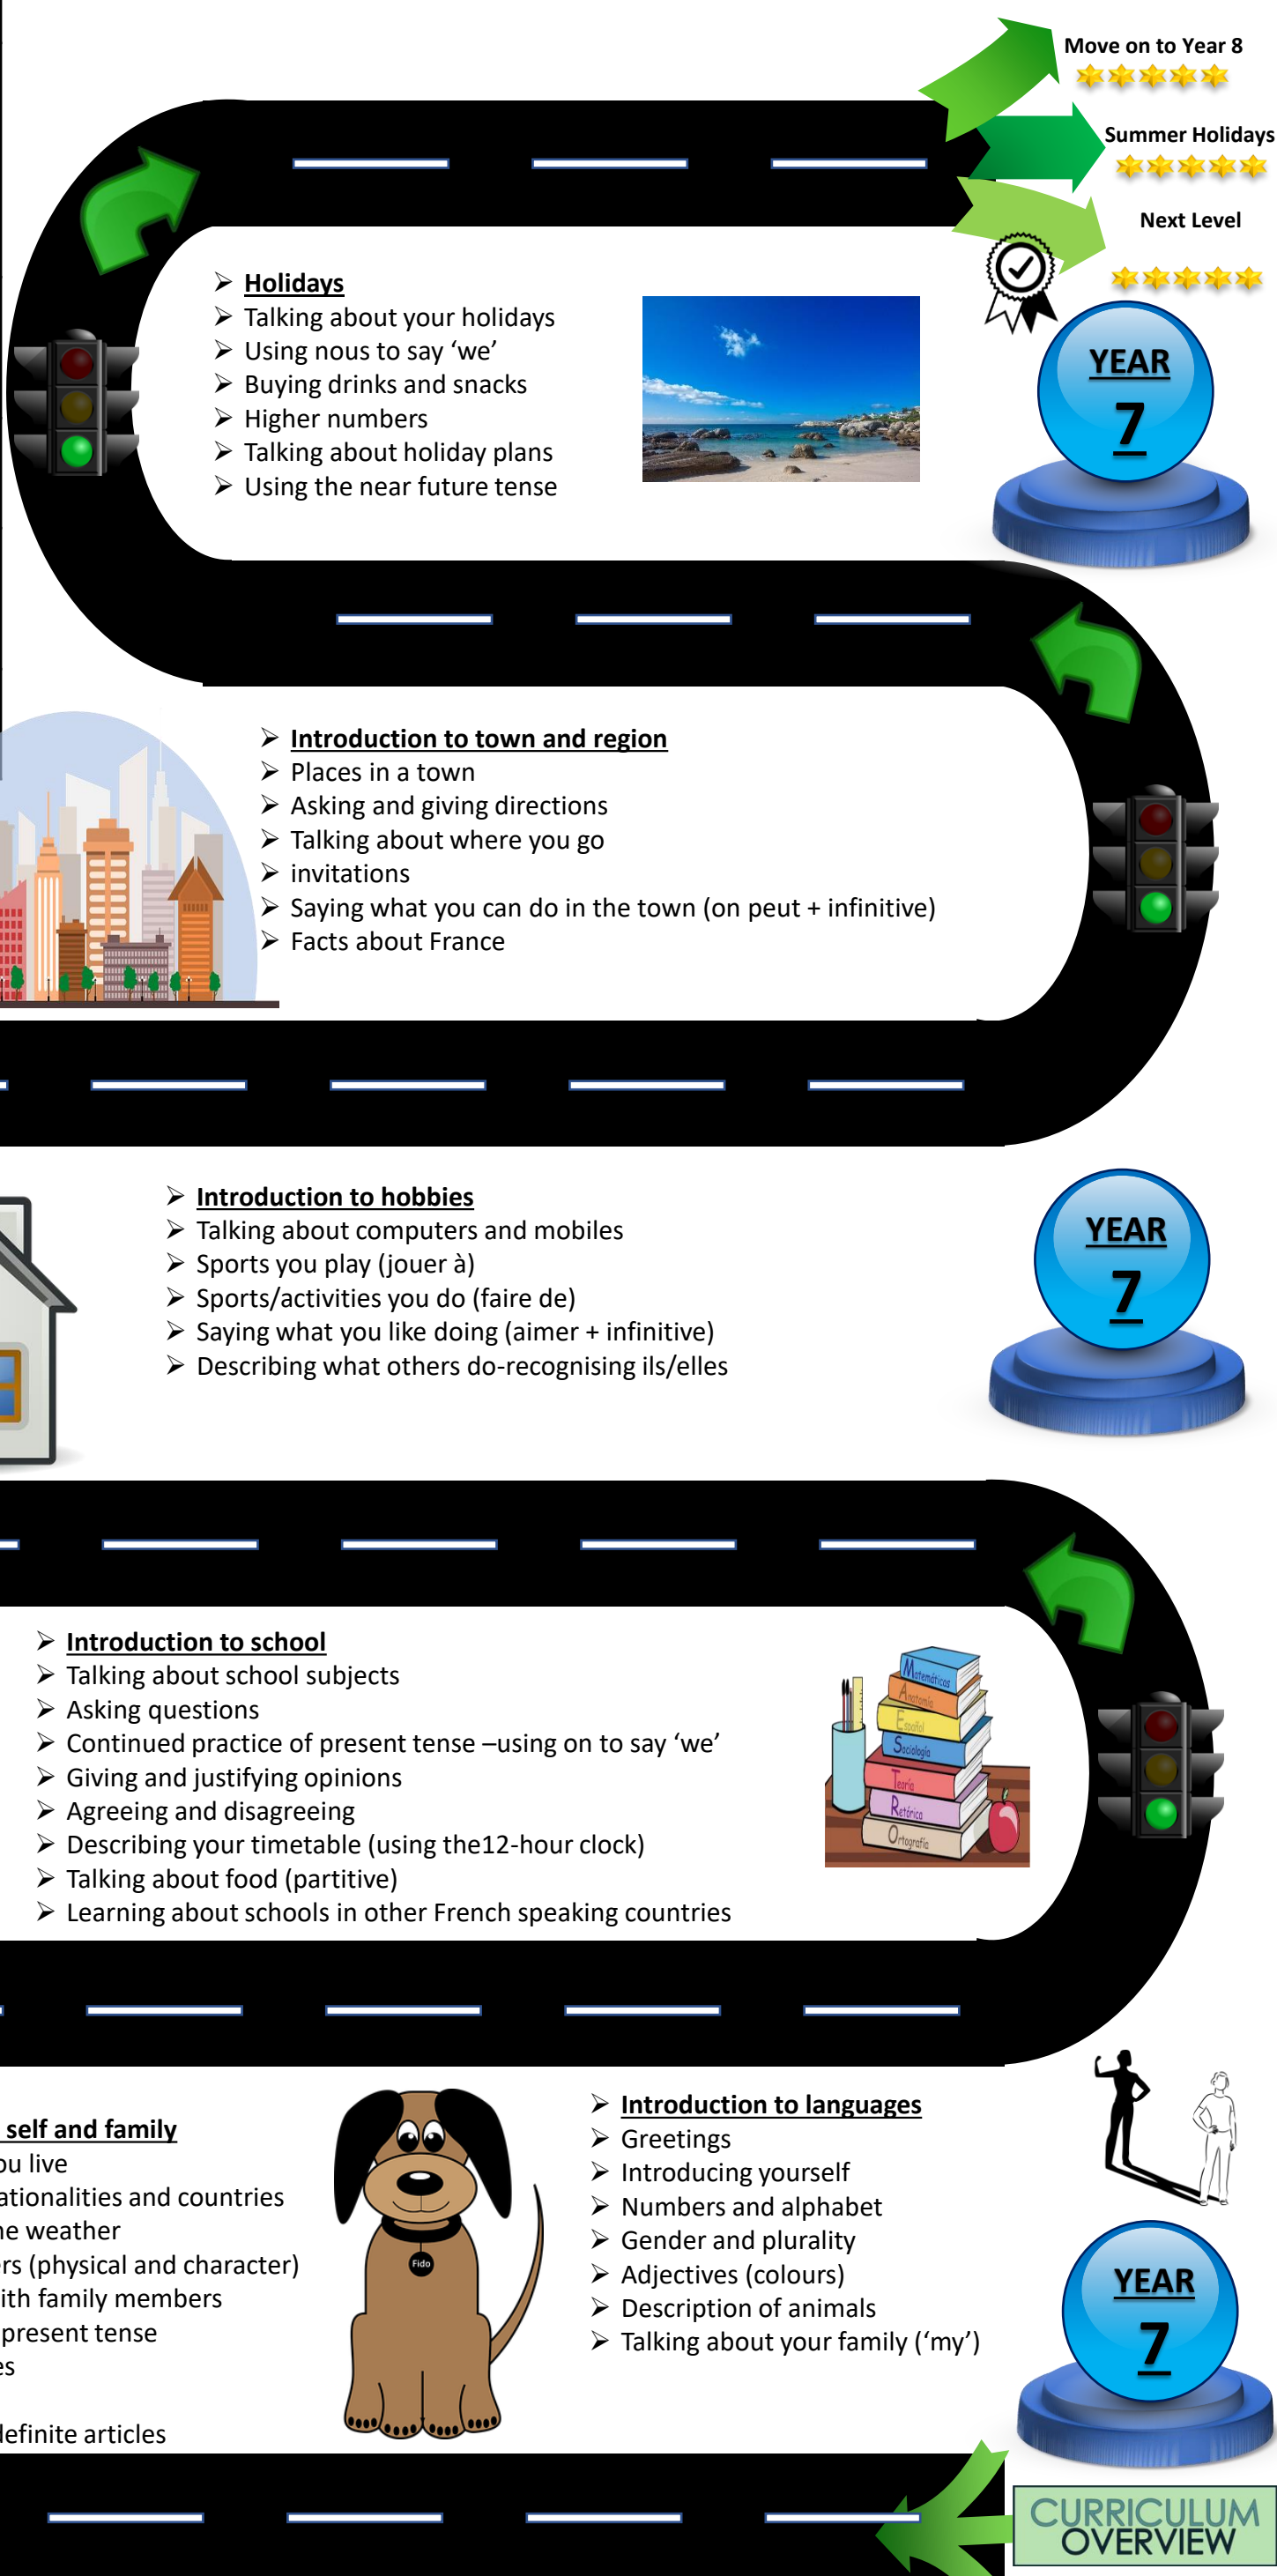 Move on to Year 8
Summer Holidays
Next Level
➢ Holidays
➢ Talking about your holidays
➢ Using nous to say ‘we’
➢ Buying drinks and snacks
➢ Higher numbers
➢ Talking about holiday plans
➢ Using the near future tense
YEAR
7
➢ Introduction to town and region
➢ Places in a town
➢ Asking and giving directions
➢ Talking about where you go
➢ invitations
➢ Saying what you can do in the town (on peut + infinitive)
➢ Facts about France
➢ Introduction to hobbies
➢ Talking about computers and mobiles
➢ Sports you play (jouer à)
➢ Sports/activities you do (faire de)
➢ Saying what you like doing (aimer + infinitive)
➢ Describing what others do-recognising ils/elles
YEAR
7
➢ Introduction to school
➢ Talking about school subjects
➢ Asking questions
➢ Continued practice of present tense –using on to say ‘we’
➢ Giving and justifying opinions
➢ Agreeing and disagreeing
➢ Describing your timetable (using the12-hour clock)
➢ Talking about food (partitive)
➢ Learning about schools in other French speaking countries
Matemáticas
Anatomía
Español
Sociología
Teoría
Retórica
Ortografía
self and family
live
and countries
weather
(physical and character)
family members
present tense
articles
Fido
➢ Introduction to languages
➢ Greetings
➢ Introducing yourself
➢ Numbers and alphabet
➢ Gender and plurality
➢ Adjectives (colours)
➢ Description of animals
➢ Talking about your family (‘my’)
YEAR
7
CURRICULUM
OVERVIEW